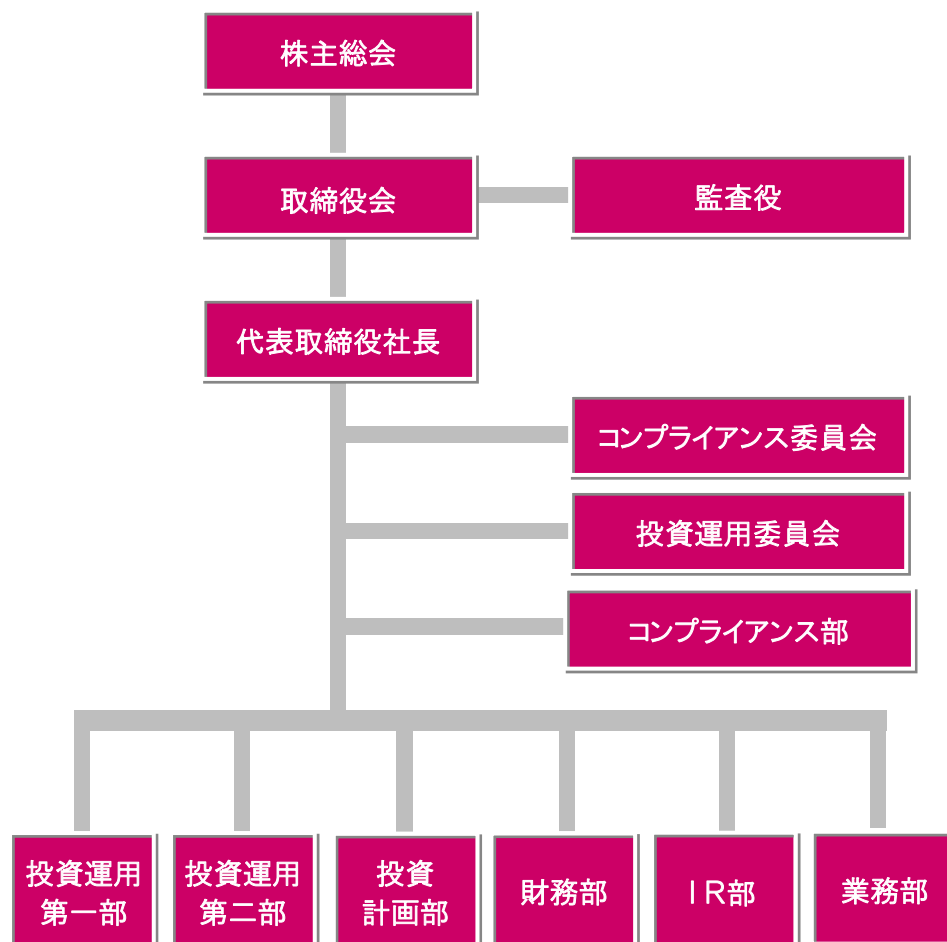 株主総会
取締役会
監査役
代表取締役社長
コンプライアンス委員会
投資運用委員会
コンプライアンス部
投資運用
第一部
投資運用
第二部
投資
計画部
財務部
ＩＲ部
業務部